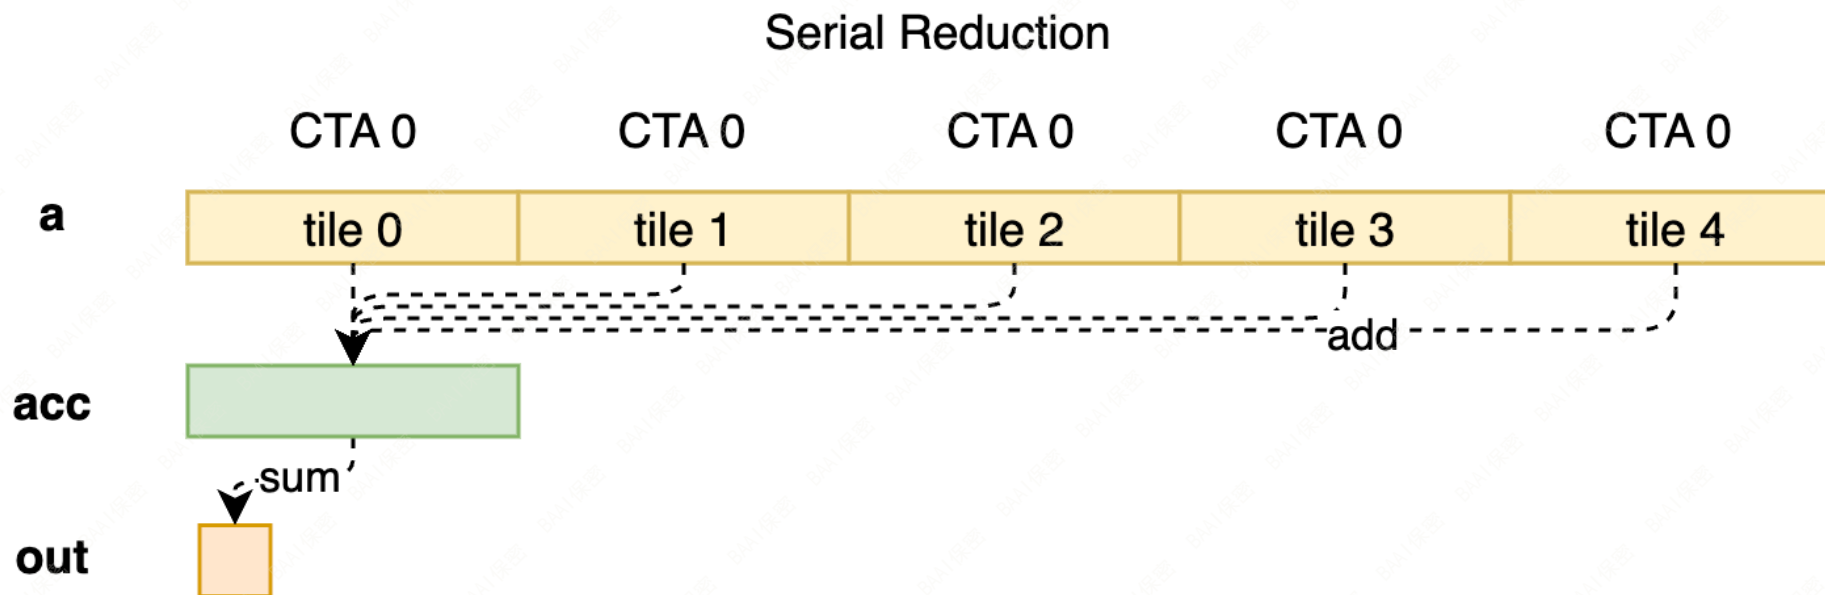 Serial Reduction
CTA 0 CTA 0 CTA 0 CTA 0 CTA 0
a tile 0 tile 1 tile 2 tile 3 tile 4
add
acc
sum
out